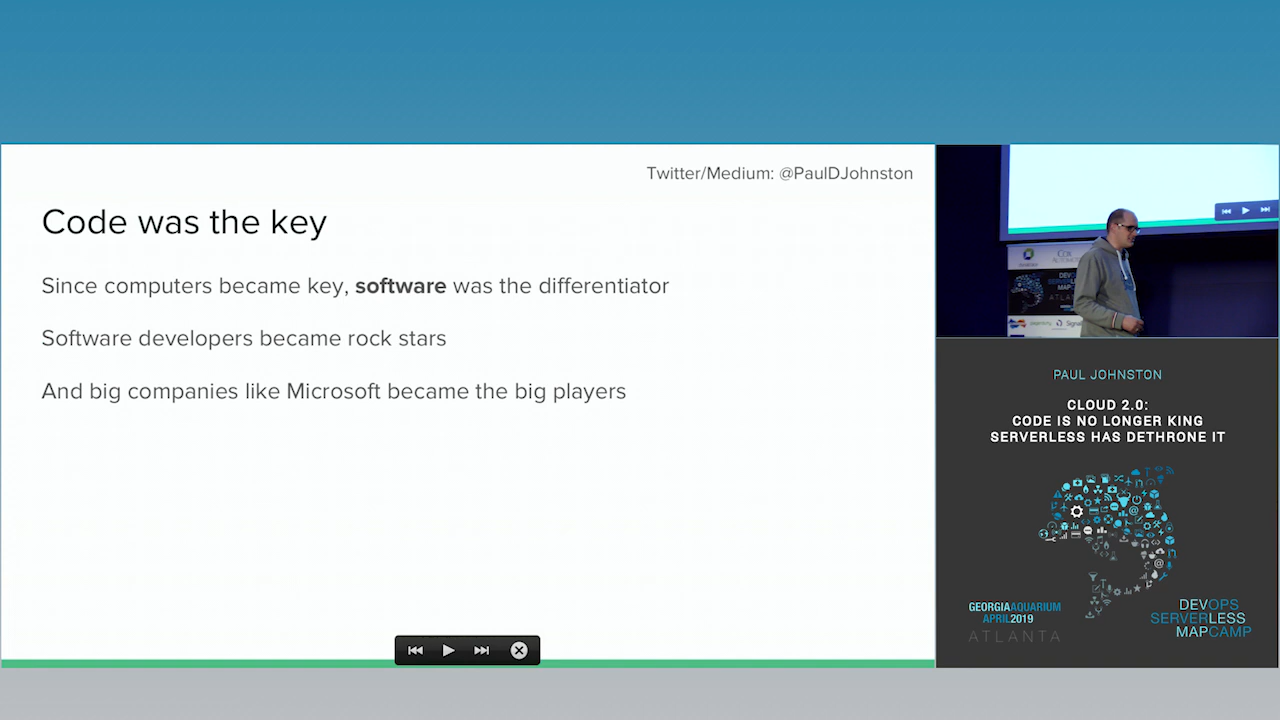 Twitter/Medium: @PaulDJohnston
Code was the key
Since computers became key, software was the differentiator
Software developers became rock stars
And big companies like Microsoft became the big players
PAUL JOHNSTON
CLOUD 2.0:
CODE IS NO LONGER KING
SERVERLESS HAS DETHRONE IT
GEORGIAAQUARIUM
APRIL2019
ATLANTA
DEVOPS
SERVERLESS
MAPCAMP